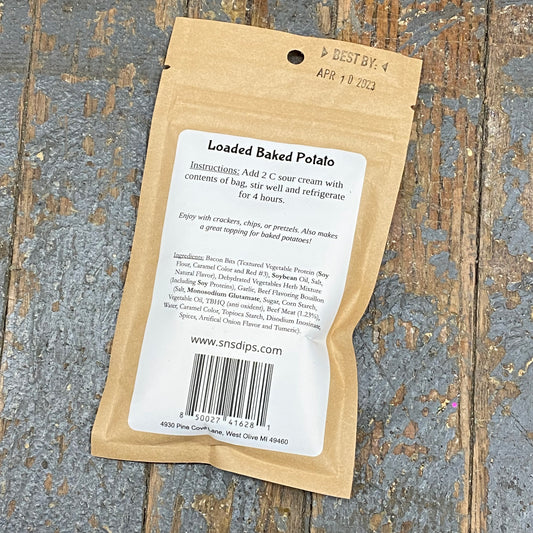 BEST BY:
APR 10 2023
Loaded Baked Potato
Instructions: Add 2 C sour cream with
contents of bag, stir well and refrigerate
for 4 hours.
Enjoy with crackers, chips, or pretzels. Also makes
a great topping for baked potatoes!
Ingredients: Bacon Bits (Textured Vegetable Protein (Soy
Flour, Caramel Color and Red #3), Soybean Oil, Salt,
Natural Flavor), Dehydrated Vegetables Herb Mixture
(Including Soy Proteins), Garlic, Beef Flavoring Bouillon
(Salt, Monosodium Glutamate, Sugar, Corn Starch,
Vegetable Oil, TBHQ (anti oxident), Beef Meat (1.23%),
Water, Caramel Color, Topioca Starch, Disodium Inosinate,
Spices, Artifical Onion Flavor and Tumeric).
www.snsdips.com
8 50027 41628 1
4930 Pine Cove Lane, West Olive MI 49460